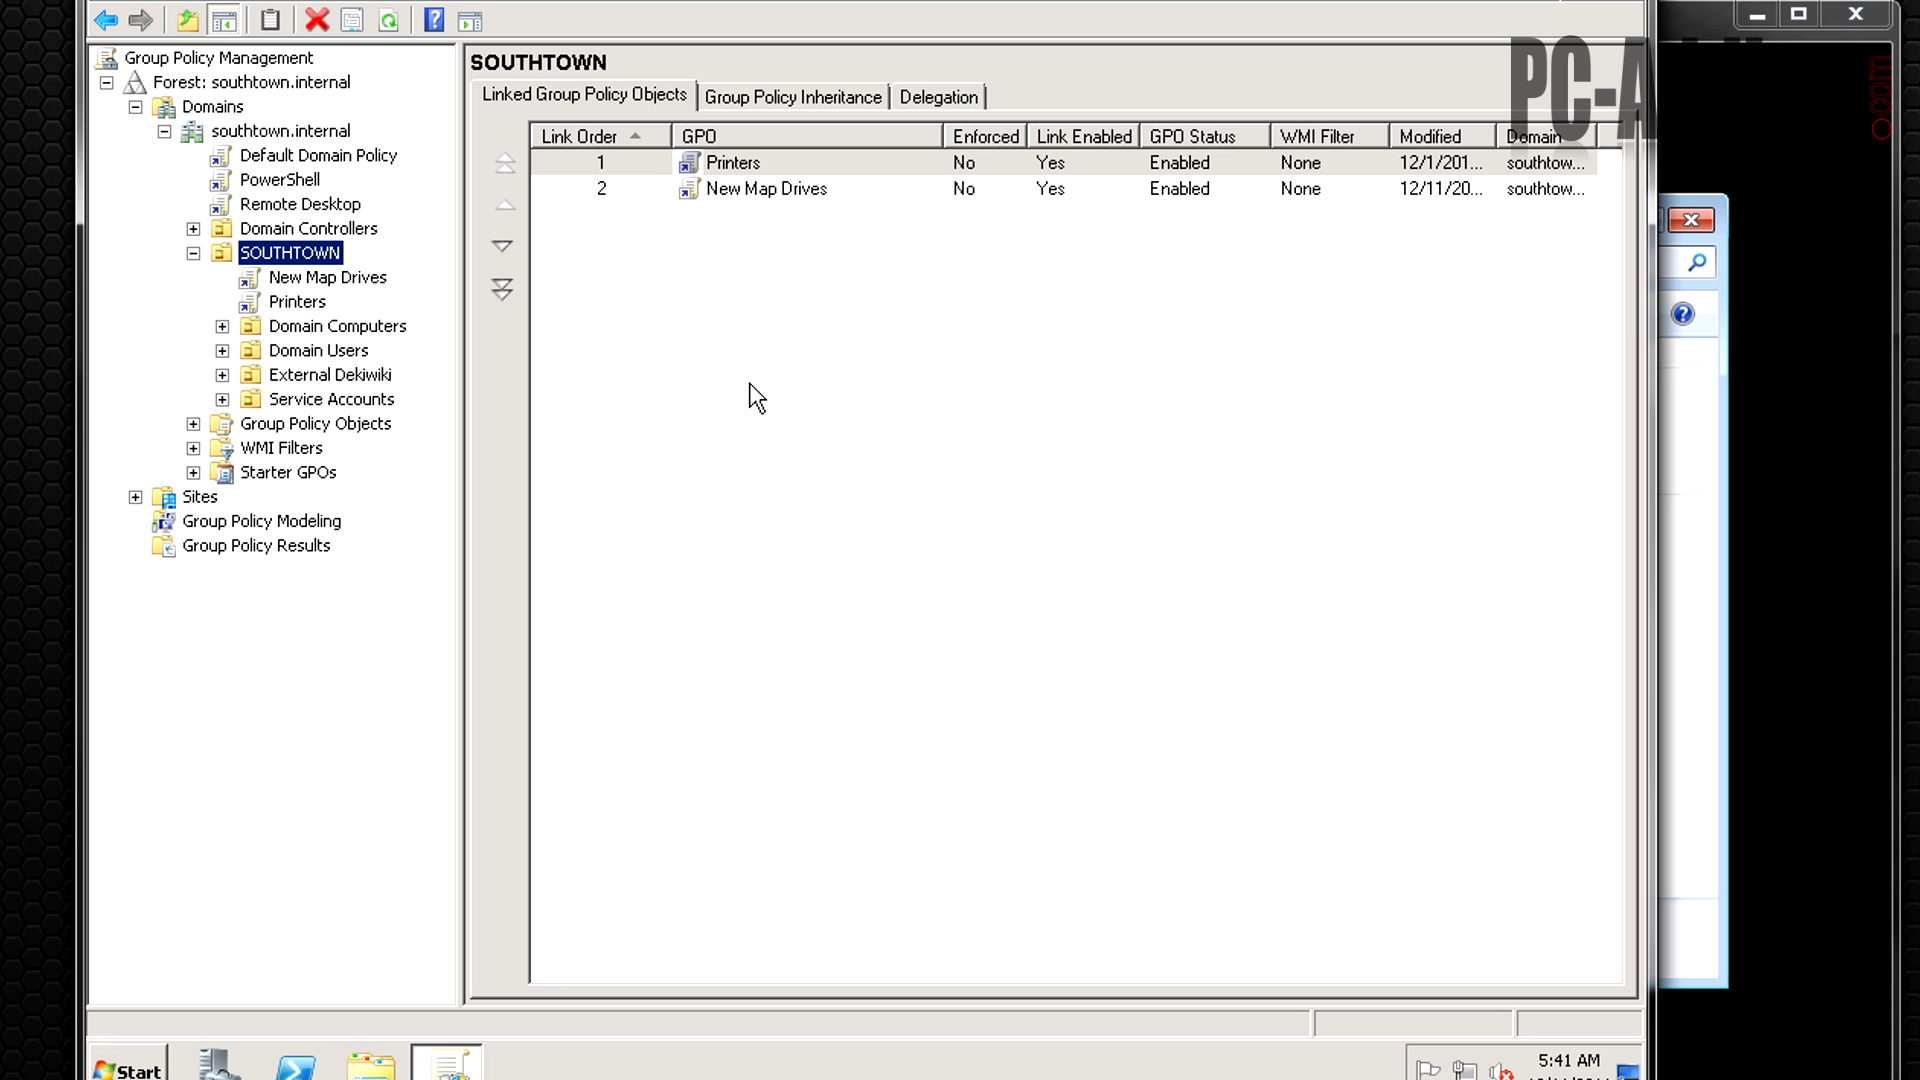 Group Policy Management
Forest: southtown.internal
Domains
southtown.internal
Default Domain Policy
PowerShell
Remote Desktop
Domain Controllers
SOUTHTOWN
New Map Drives
Printers
Domain Computers
Domain Users
External Dekiwiki
Service Accounts
Group Policy Objects
WMI Filters
Starter GPOs
Sites
Group Policy Modeling
Group Policy Results
SOUTHTOWN
Linked Group Policy Objects Group Policy Inheritance Delegation
Link Order GPO Enforced Link Enabled GPO Status WMI Filter Modified Domain
1 Printers No Yes Enabled None 12/1/201... southtow...
2 New Map Drives No Yes Enabled None 12/11/20... southtow...
PC-A
.com
Start
5:41 AM